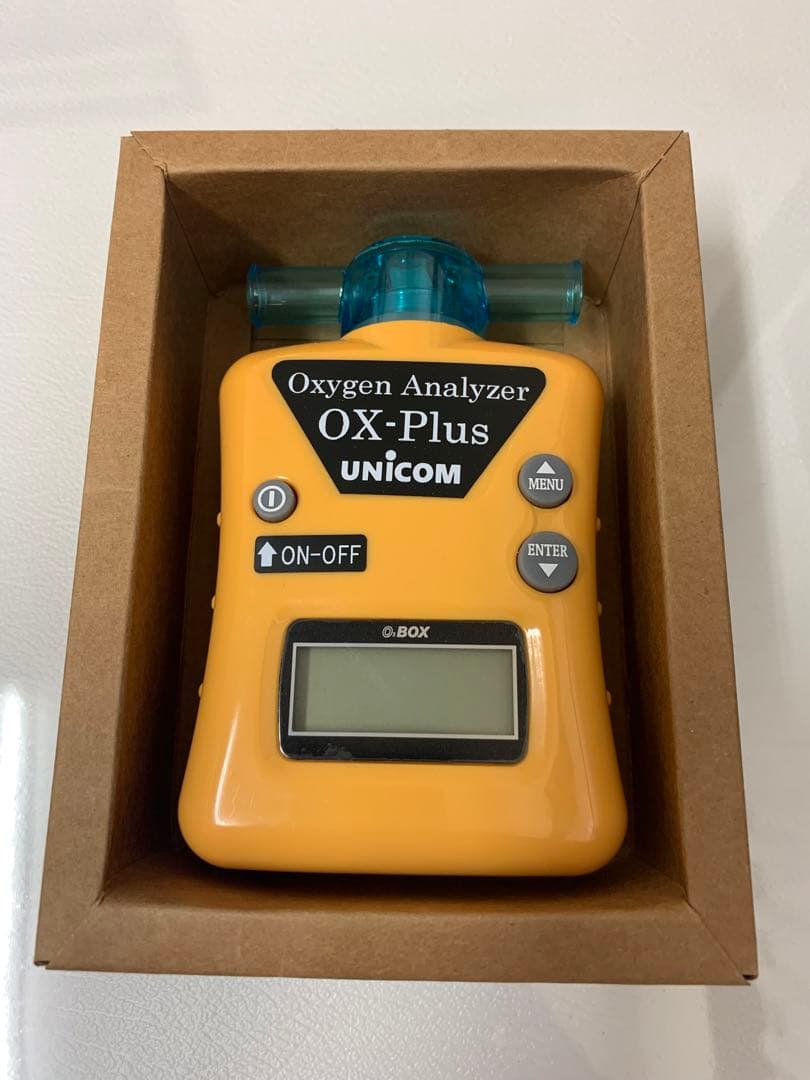 Oxygen Analyzer
OX-Plus
UNiCOM
MENU
ENTER
ON-OFF
O₂BOX